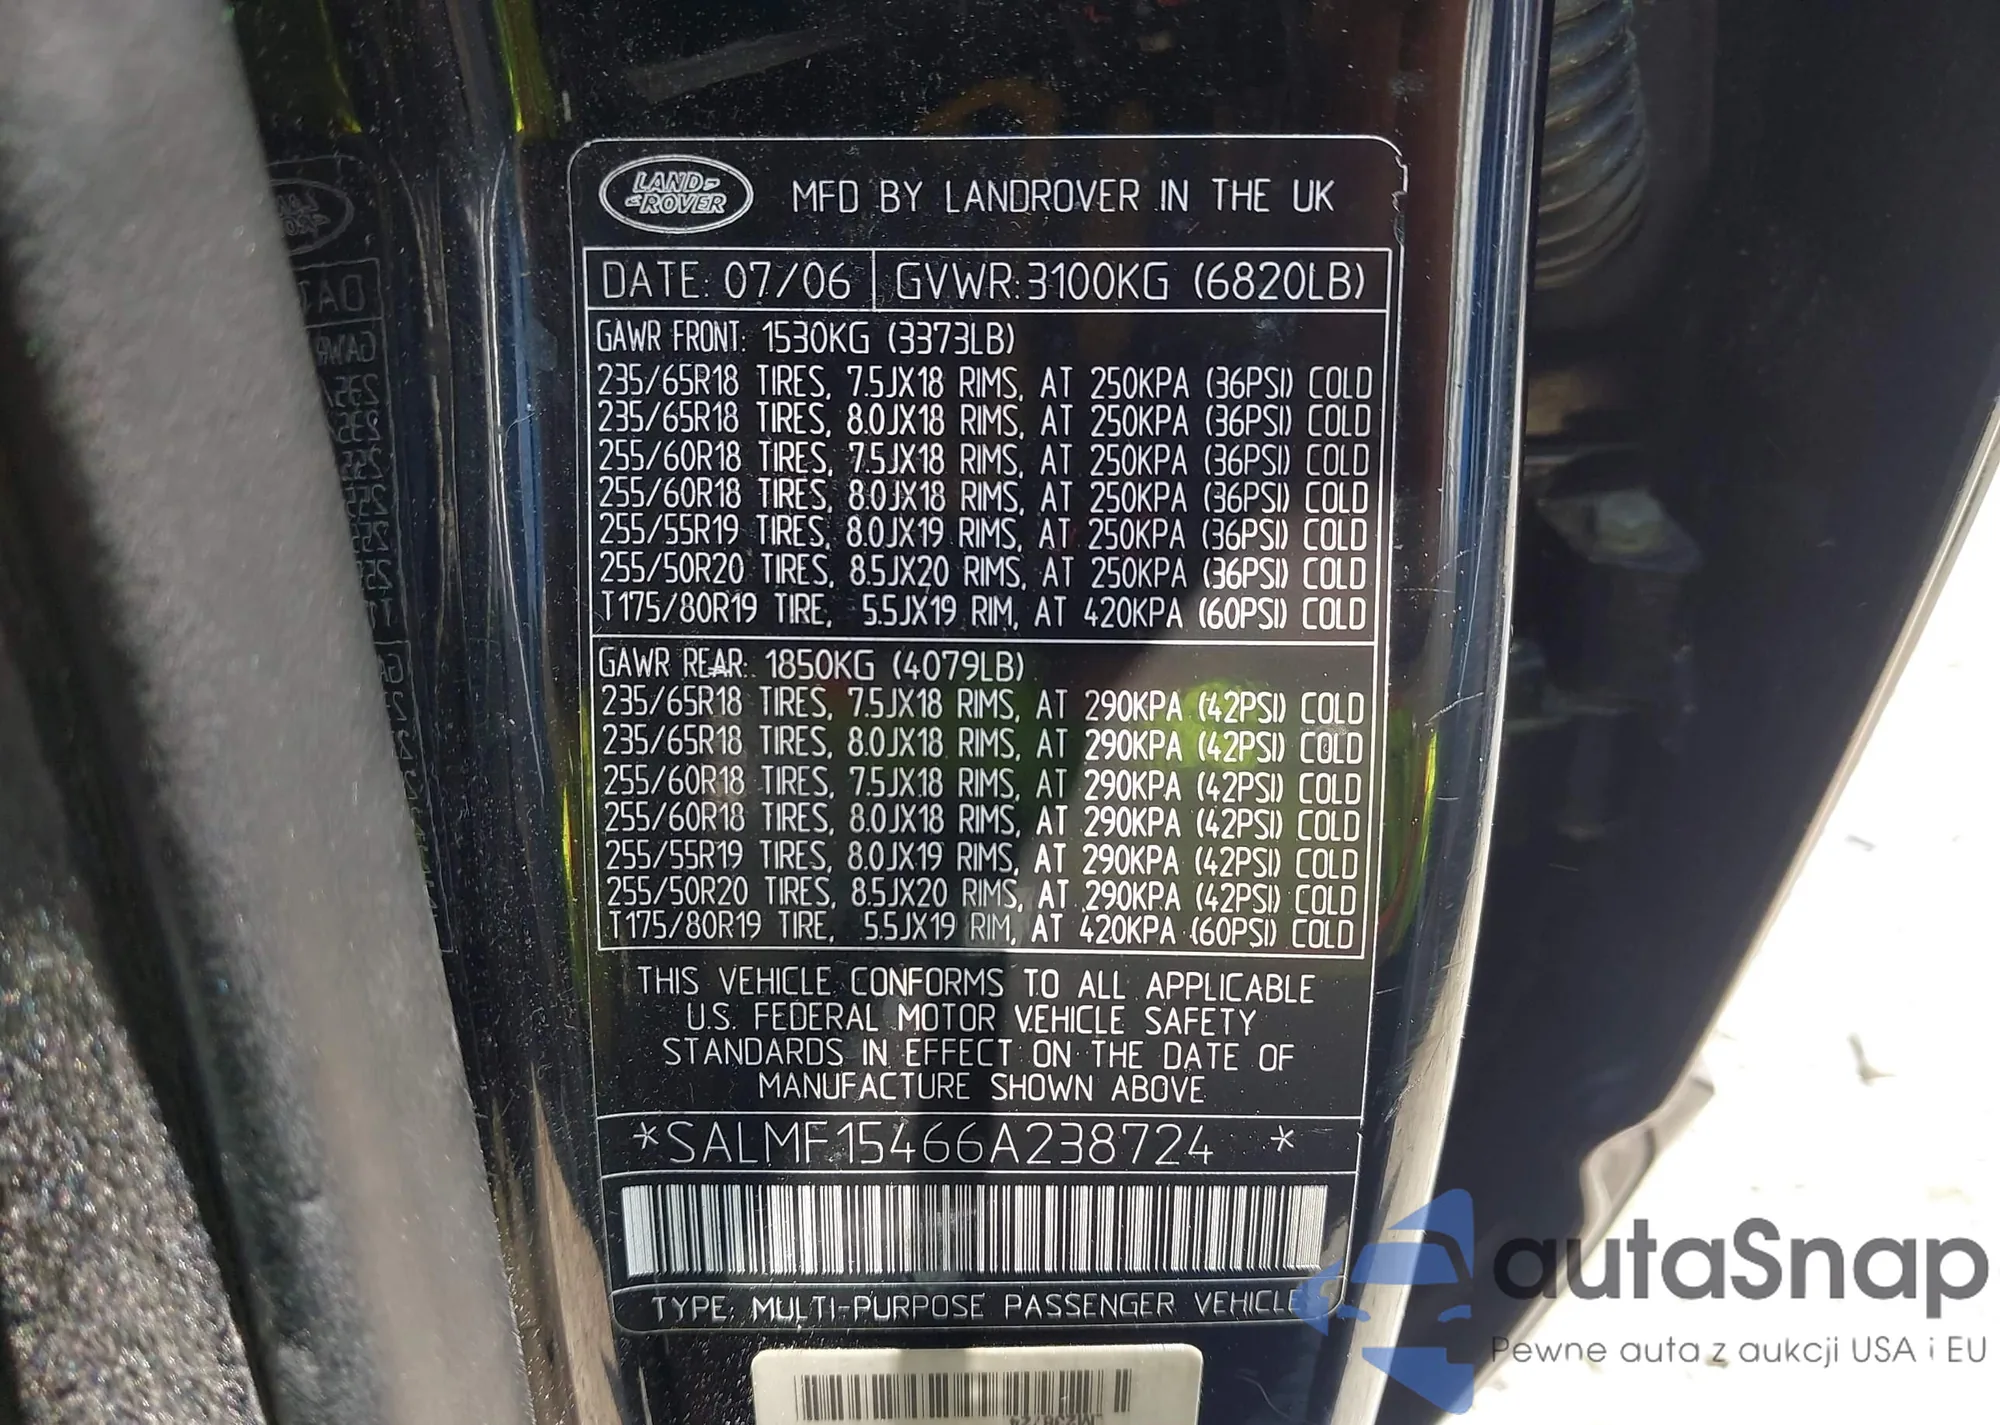 LAND ROVER
MFD BY LANDROVER IN THE UK
DATE: 07/06 GVWR: 3100KG (6820LB)
GAWR FRONT: 1530KG (3373LB)
235/65R18 TIRES, 7.5JX18 RIMS, AT 250KPA (36PSI) COLD
235/65R18 TIRES, 8.0JX18 RIMS, AT 250KPA (36PSI) COLD
255/60R18 TIRES, 7.5JX18 RIMS, AT 250KPA (36PSI) COLD
255/60R18 TIRES, 8.0JX18 RIMS, AT 250KPA (36PSI) COLD
255/55R19 TIRES, 8.0JX19 RIMS, AT 250KPA (36PSI) COLD
255/50R20 TIRES, 8.5JX20 RIMS, AT 250KPA (36PSI) COLD
T175/80R19 TIRE, 5.5JX19 RIM, AT 420KPA (60PSI) COLD
GAWR REAR: 1850KG (4079LB)
235/65R18 TIRES, 7.5JX18 RIMS, AT 290KPA (42PSI) COLD
235/65R18 TIRES, 8.0JX18 RIMS, AT 290KPA (42PSI) COLD
255/60R18 TIRES, 7.5JX18 RIMS, AT 290KPA (42PSI) COLD
255/60R18 TIRES, 8.0JX18 RIMS, AT 290KPA (42PSI) COLD
255/55R19 TIRES, 8.0JX19 RIMS, AT 290KPA (42PSI) COLD
255/50R20 TIRES, 8.5JX20 RIMS, AT 290KPA (42PSI) COLD
T175/80R19 TIRE, 5.5JX19 RIM, AT 420KPA (60PSI) COLD
THIS VEHICLE CONFORMS TO ALL APPLICABLE
U.S. FEDERAL MOTOR VEHICLE SAFETY
STANDARDS IN EFFECT ON THE DATE OF
MANUFACTURE SHOWN ABOVE
*SALMF15466A238724 *
TYPE: MULTI-PURPOSE PASSENGER VEHICLE
autaSnap
Pewne auta z aukcji USA i EU